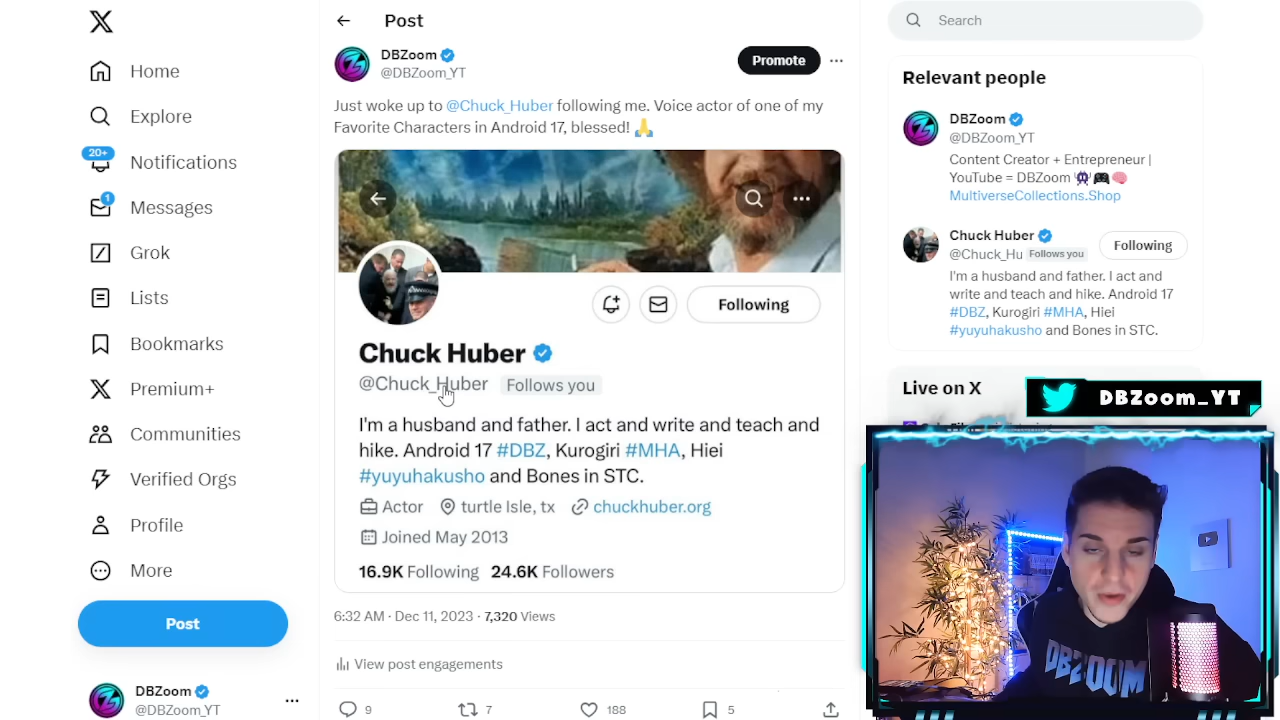 Home
Explore
20+
Notifications
1
Messages
Grok
Lists
Bookmarks
Premium+
Communities
Verified Orgs
Profile
More
Post
DBZoom
@DBZoom_YT
Post
DBZoom
@DBZoom_YT
Promote
Just woke up to @Chuck_Huber following me. Voice actor of one of my
Favorite Characters in Android 17, blessed! 🙏
Following
Chuck Huber
@Chuck_Huber Follows you
I'm a husband and father. I act and write and teach and
hike. Android 17 #DBZ, Kurogiri #MHA, Hiei
#yuyuhakusho and Bones in STC.
Actor turtle Isle, tx chuckhuber.org
Joined May 2013
16.9K Following 24.6K Followers
6:32 AM · Dec 11, 2023 · 7,320 Views
View post engagements
9 7 188 5
Search
Relevant people
DBZoom
@DBZoom_YT
Content Creator + Entrepreneur |
YouTube = DBZoom 👾🎮🧠
MultiverseCollections.Shop
Chuck Huber
@Chuck_Hu Follows you
Following
I'm a husband and father. I act and
write and teach and hike. Android 17
#DBZ, Kurogiri #MHA, Hiei
#yuyuhakusho and Bones in STC.
Live on X
DBZoom_YT
DBZOOM